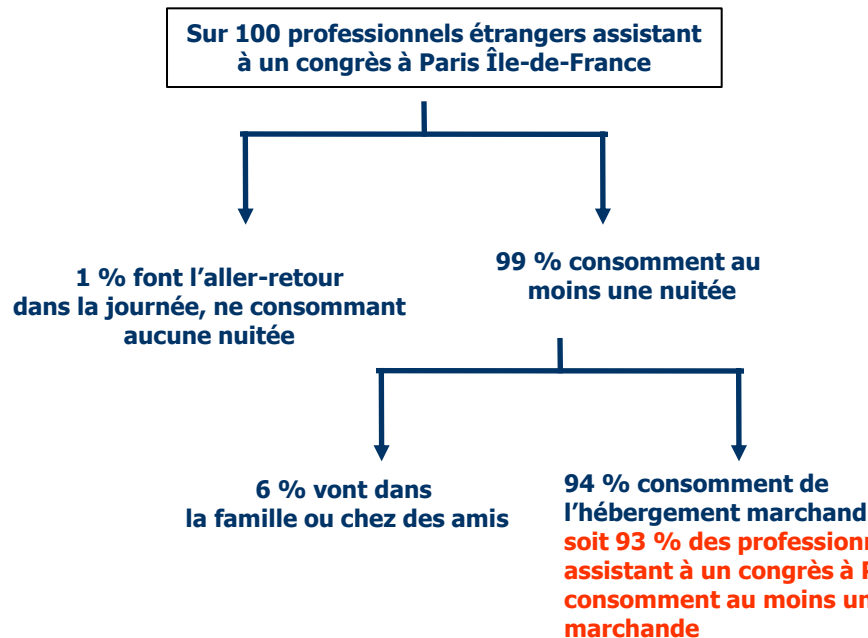 Sur 100 professionnels étrangers assistant
à un congrès à Paris Île-de-France
1 % font l’aller-retour
dans la journée, ne consommant
aucune nuitée
99 % consomment au
moins une nuitée
6 % vont dans
la famille ou chez des amis
94 % consomment de
l’hébergement marchand
soit 93 % des
assistant à un congrès à
consomment au moins
marchande